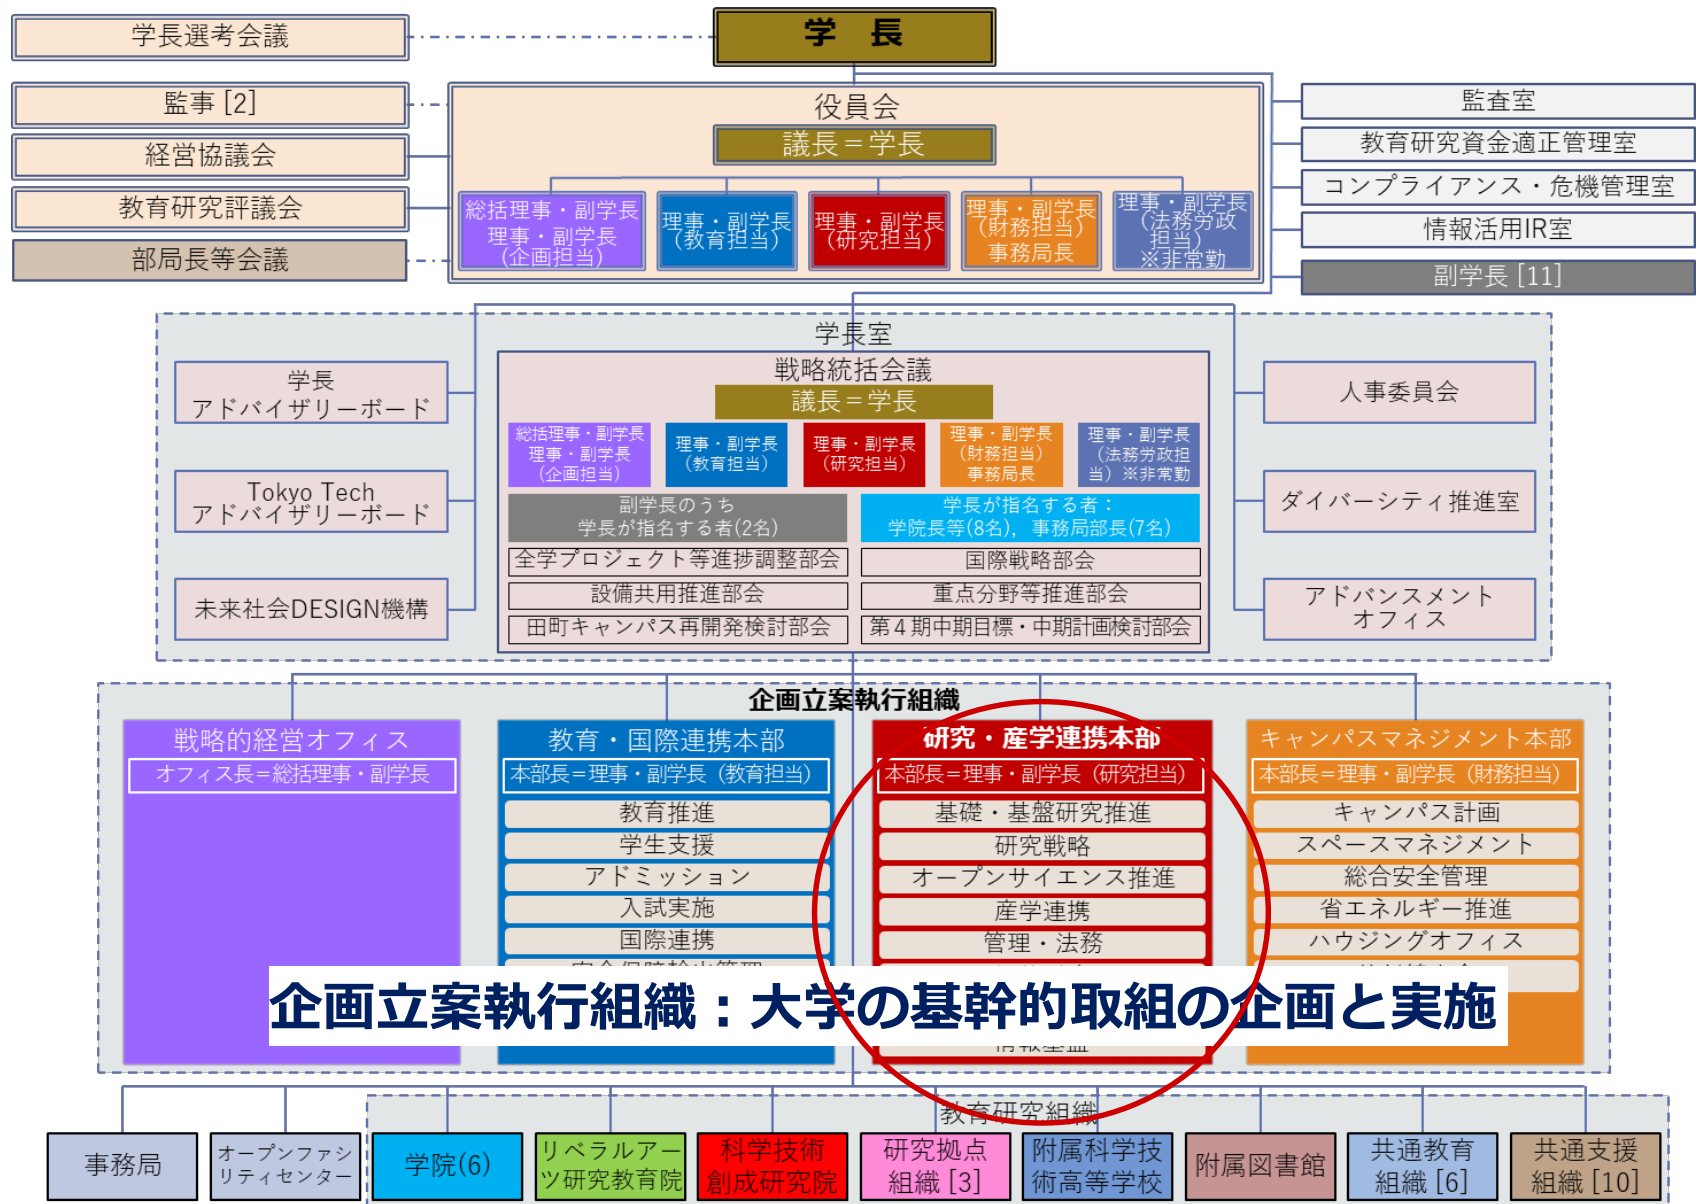 学長選考会議
学　長
監事 [2]
経営協議会
教育研究評議会
部局長等会議
役員会
議長＝学長
総括理事・副学長
理事・副学長
(企画担当)
理事・副学長
(教育担当)
理事・副学長
(研究担当)
理事・副学長
(財務担当)
事務局長
理事・副学長
(法務労政
担当)
※非常勤
監査室
教育研究資金適正管理室
コンプライアンス・危機管理室
情報活用IR室
副学長 [11]
学長室
学長
アドバイザリーボード
Tokyo Tech
アドバイザリーボード
未来社会DESIGN機構
戦略統括会議
議長＝学長
総括理事・副学長
理事・副学長
(企画担当)
理事・副学長
(教育担当)
理事・副学長
(研究担当)
理事・副学長
(財務担当)
事務局長
理事・副学長
(法務労政担
当) ※非常勤
副学長のうち
学長が指名する者(2名)
学長が指名する者：
学院長等(8名)，事務局部長(7名)
全学プロジェクト等進捗調整部会
国際戦略部会
設備共用推進部会
重点分野等推進部会
田町キャンパス再開発検討部会
第４期中期目標・中期計画検討部会
人事委員会
ダイバーシティ推進室
アドバンスメント
オフィス
企画立案執行組織
戦略的経営オフィス
オフィス長＝総括理事・副学長
教育・国際連携本部
本部長＝理事・副学長（教育担当）
教育推進
学生支援
アドミッション
入試実施
国際連携
研究・産学連携本部
本部長＝理事・副学長（研究担当）
基礎・基盤研究推進
研究戦略
オープンサイエンス推進
産学連携
管理・法務
キャンパスマネジメント本部
本部長＝理事・副学長（財務担当）
キャンパス計画
スペースマネジメント
総合安全管理
省エネルギー推進
ハウジングオフィス
企画立案執行組織：大学の基幹的取組の企画と実施
教育研究組織
事務局
オープンファシ
リティセンター
学院(6)
リベラルアー
ツ研究教育院
科学技術
創成研究院
研究拠点
組織 [3]
附属科学技
術高等学校
附属図書館
共通教育
組織 [6]
共通支援
組織 [10]